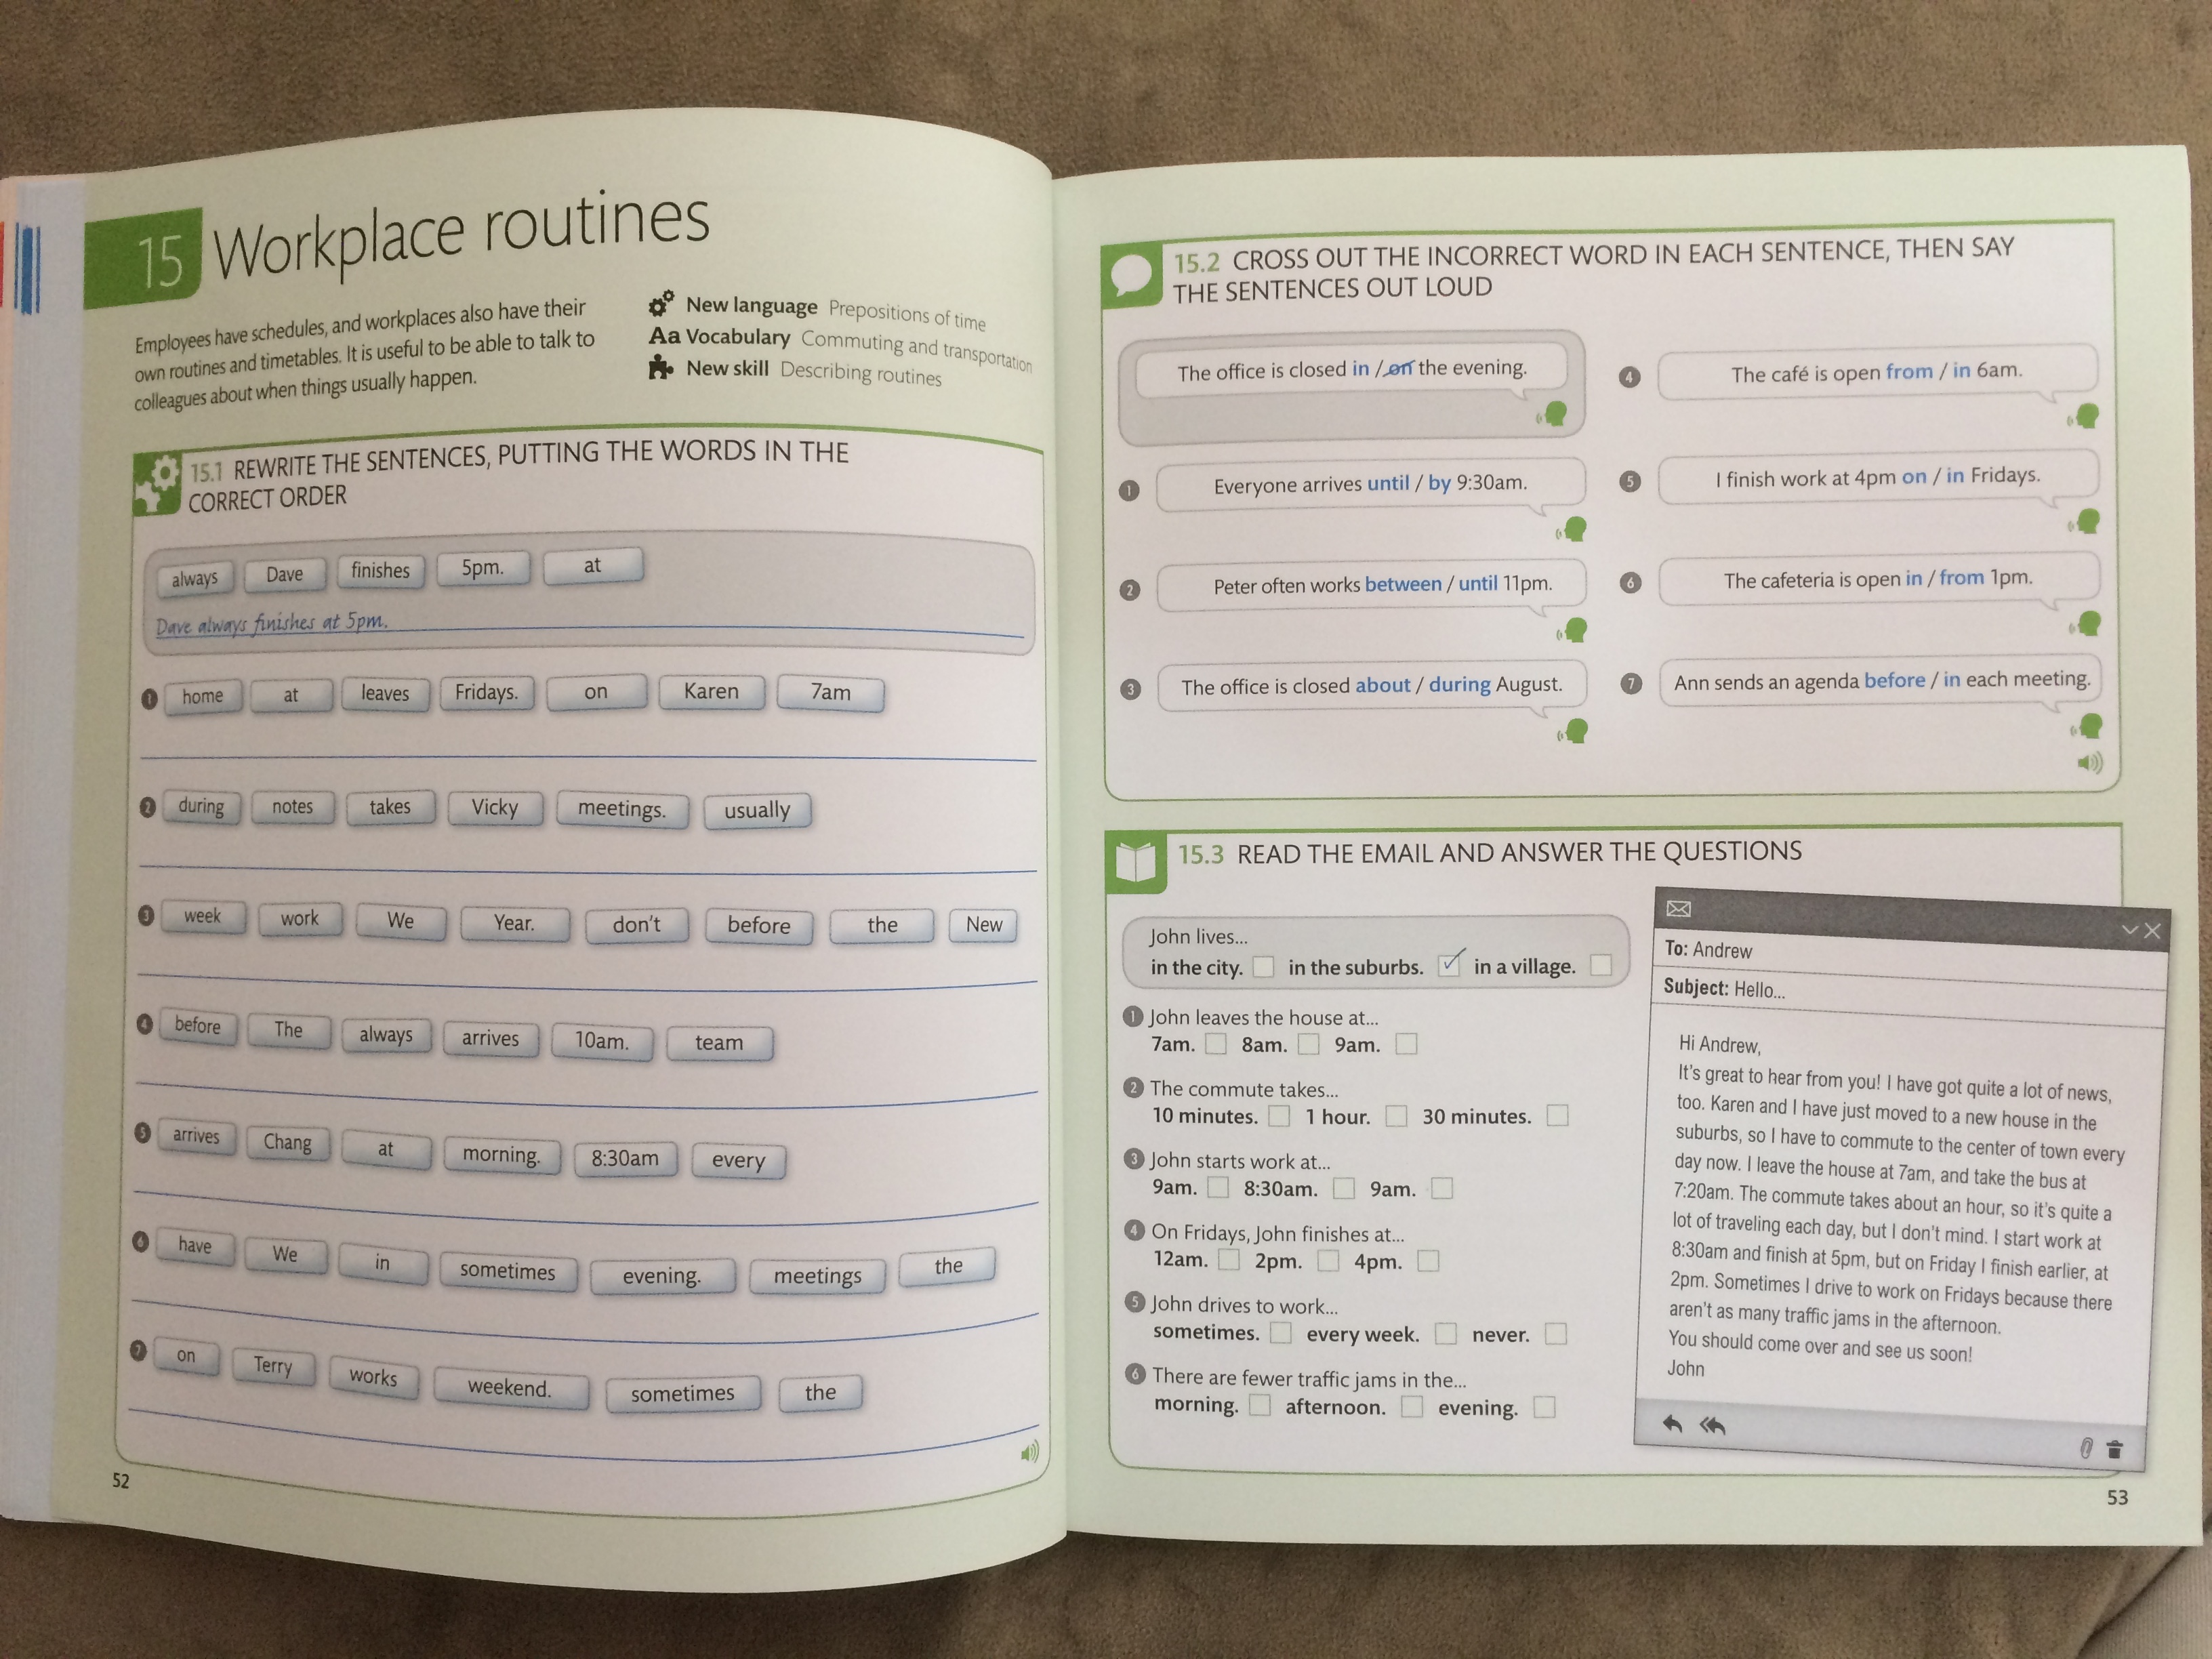 15 Workplace routines
Employees have schedules, and workplaces also have their
own routines and timetables. It is useful to be able to talk to
colleagues about when things usually happen.
New language Prepositions of time
Aa Vocabulary Commuting and transportation
New skill Describing routines
15.1 REWRITE THE SENTENCES, PUTTING THE WORDS IN THE
CORRECT ORDER
always Dave finishes 5pm. at
Dave always finishes at 5pm.
1 home at leaves Fridays. on Karen 7am
2 during notes takes Vicky meetings. usually
3 week work We Year. don't before the New
4 before The always arrives 10am. team
5 arrives Chang at morning. 8:30am every
6 have We in sometimes evening. meetings the
7 on Terry works weekend. sometimes the
52
15.2 CROSS OUT THE INCORRECT WORD IN EACH SENTENCE, THEN SAY
THE SENTENCES OUT LOUD
The office is closed in / on the evening.
1 Everyone arrives until / by 9:30am.
2 Peter often works between / until 11pm.
3 The office is closed about / during August.
4 The café is open from / in 6am.
5 I finish work at 4pm on / in Fridays.
6 The cafeteria is open in / from 1pm.
7 Ann sends an agenda before / in each meeting.
15.3 READ THE EMAIL AND ANSWER THE QUESTIONS
John lives...
in the city. in the suburbs. in a village.
1 John leaves the house at...
7am. 8am. 9am.
2 The commute takes...
10 minutes. 1 hour. 30 minutes.
3 John starts work at...
9am. 8:30am. 9am.
4 On Fridays, John finishes at...
12am. 2pm. 4pm.
5 John drives to work...
sometimes. every week. never.
6 There are fewer traffic jams in the...
morning. afternoon. evening.
To: Andrew
Subject: Hello...
Hi Andrew,
It's great to hear from you! I have got quite a lot of news,
too. Karen and I have just moved to a new house in the
suburbs, so I have to commute to the center of town every
day now. I leave the house at 7am, and take the bus at
7:20am. The commute takes about an hour, so it's quite a
lot of traveling each day, but I don't mind. I start work at
8:30am and finish at 5pm, but on Friday I finish earlier, at
2pm. Sometimes I drive to work on Fridays because there
aren't as many traffic jams in the afternoon.
You should come over and see us soon!
John
53